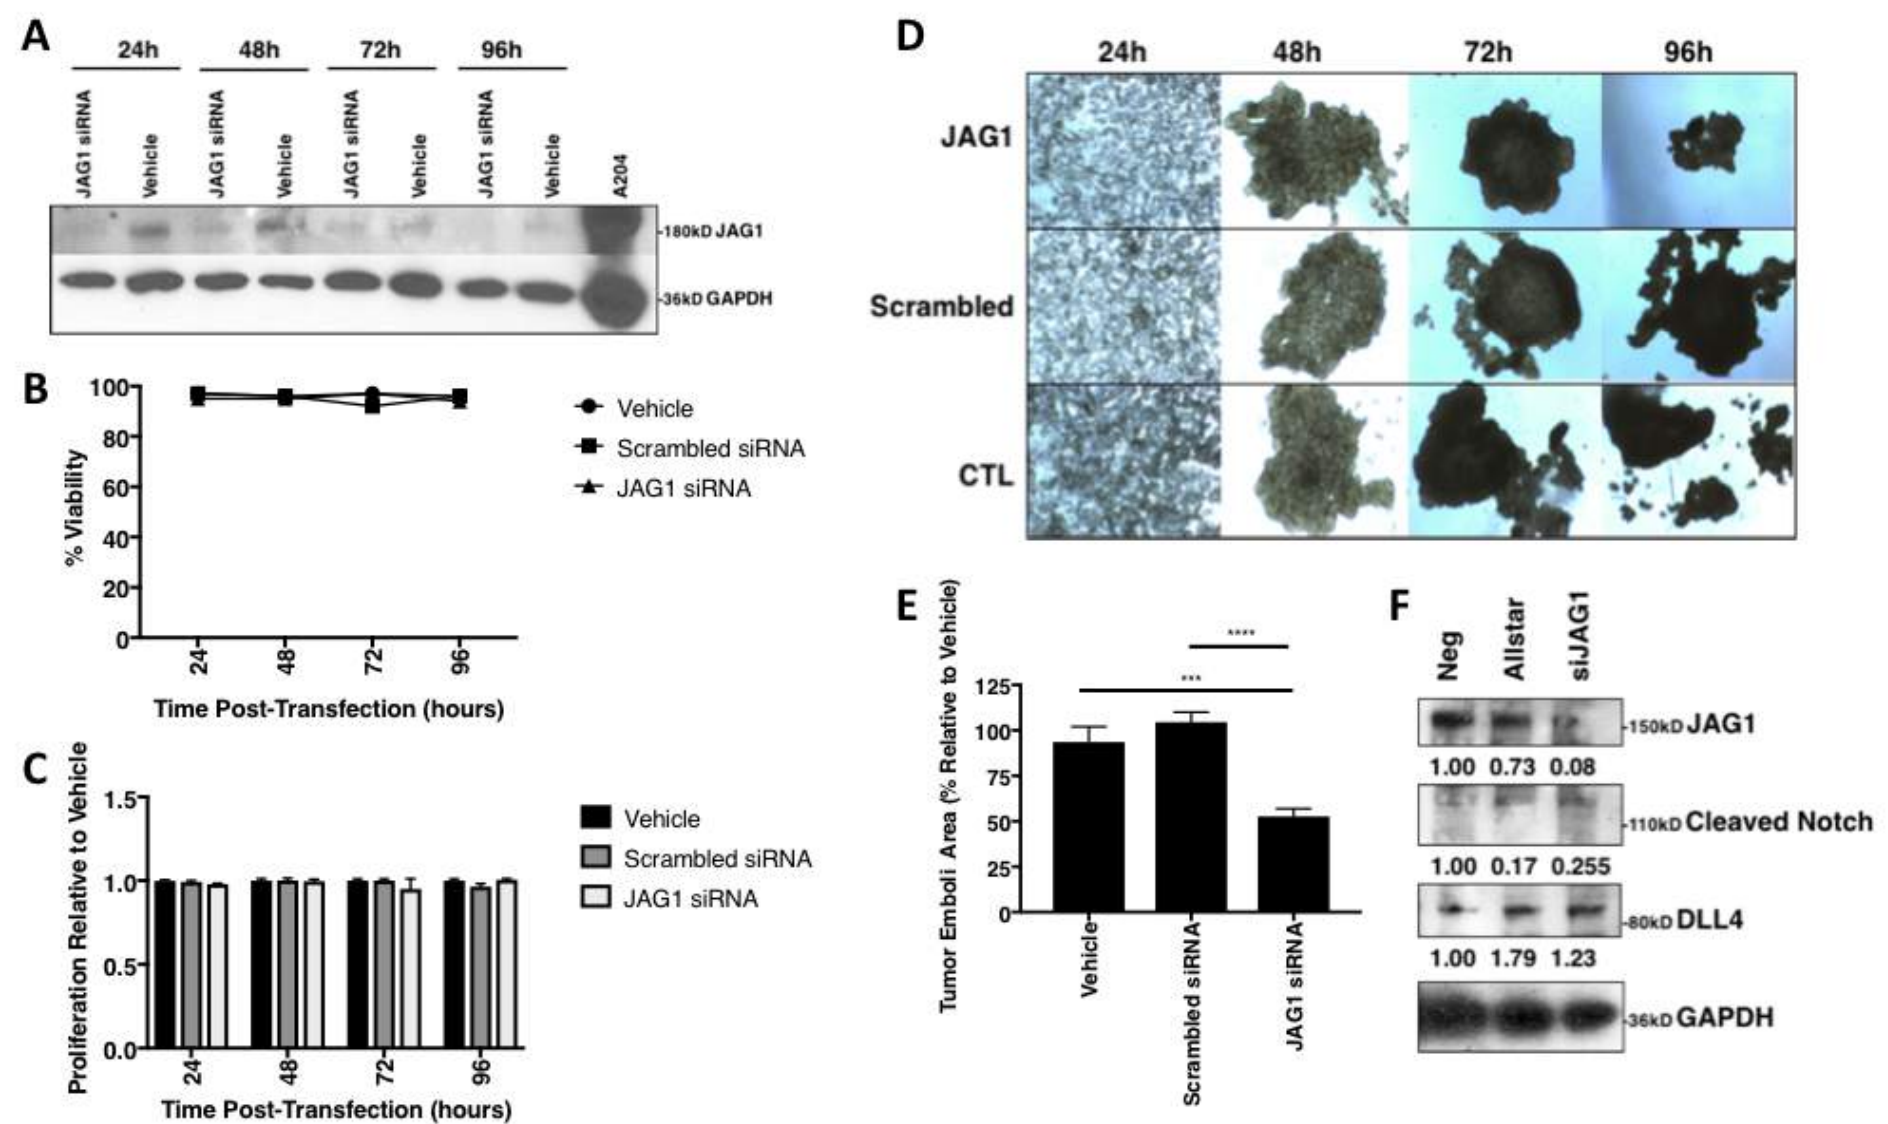 A
24h 48h 72h 96h
JAG1 siRNA Vehicle JAG1 siRNA Vehicle JAG1 siRNA Vehicle JAG1 siRNA Vehicle A204
-180kD JAG1
-36kD GAPDH
B
100
80
60
40
20
0
% Viability
24 48 72 96
Time Post-Transfection (hours)
Vehicle
Scrambled siRNA
JAG1 siRNA
C
1.5
1.0
0.5
0.0
Proliferation Relative to Vehicle
24 48 72 96
Time Post-Transfection (hours)
Vehicle
Scrambled siRNA
JAG1 siRNA
D
24h 48h 72h 96h
JAG1
Scrambled
CTL
E
Tumor Emboli Area (% Relative to Vehicle)
125
100
75
50
25
0
****
***
Vehicle Scrambled siRNA JAG1 siRNA
F
Neg Allstar siJAG1
-150kD JAG1
1.00 0.73 0.08
-110kD Cleaved Notch
1.00 0.17 0.255
-80kD DLL4
1.00 1.79 1.23
-36kD GAPDH